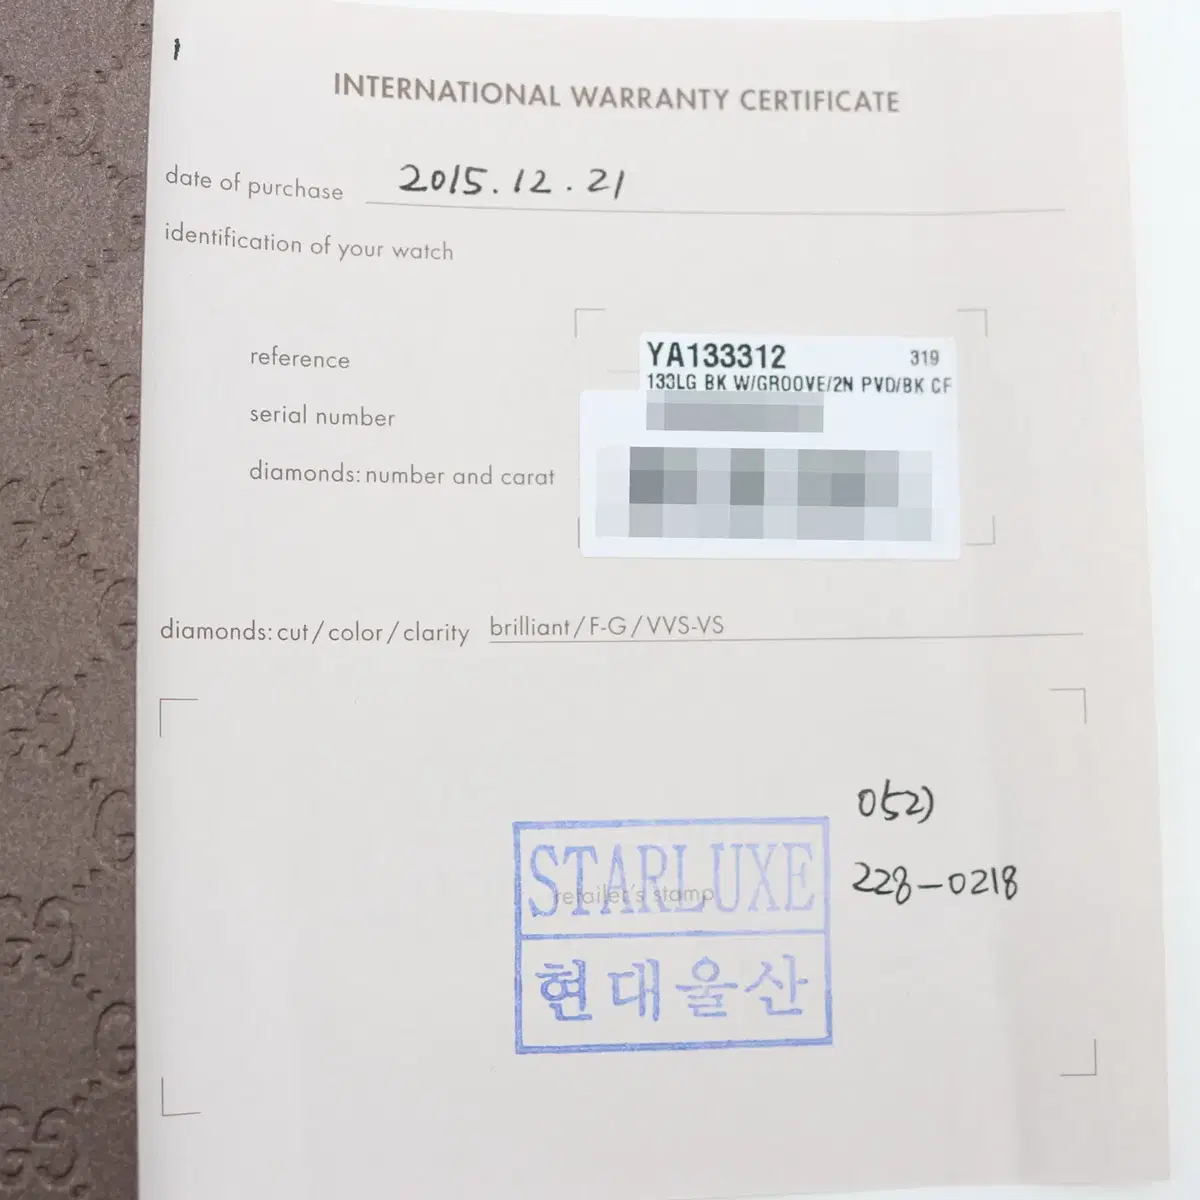 INTERNATIONAL WARRANTY CERTIFICATE
date of purchase 2015.12.21
identification of your watch
reference YA133312 319
133LG BK W/GROOVE/2N PVD/BK CF
serial number
diamonds: number and carat
diamonds: cut / color / clarity brilliant / F-G / VVS-VS
052)
STARLUXE
retailer's stamp
228-0218
현대울산